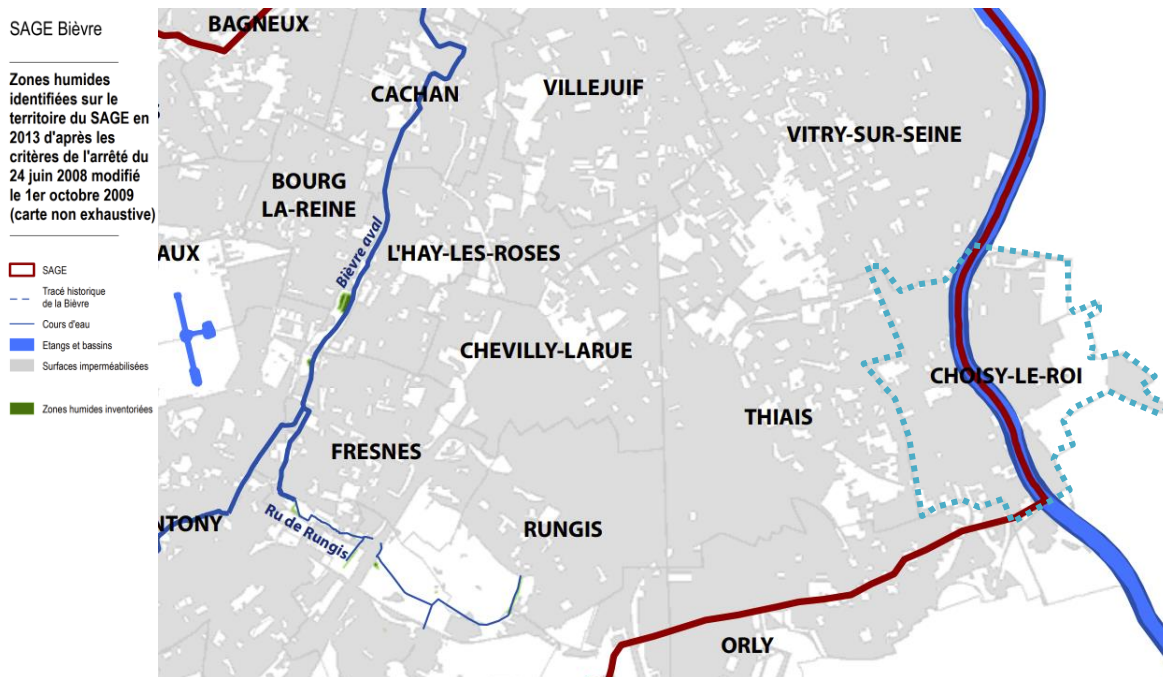 SAGE Bièvre
Zones humides
identifiées sur le
territoire du SAGE en
2013 d'après les
critères de l'arrêté du
24 juin 2008 modifié
le 1er octobre 2009
(carte non exhaustive)
SAGE
Tracé historique
de la Bièvre
Cours d'eau
Etangs et bassins
Surfaces imperméabilisées
Zones humides inventoriées
BAGNEUX
CACHAN
VILLEJUIF
VITRY-SUR-SEINE
BOURG
LA-REINE
Bièvre aval
AUX
L'HAY-LES-ROSES
CHEVILLY-LARUE
CHOISY-LE-ROI
THIAIS
FRESNES
NTONY
Ru de Rungis
RUNGIS
ORLY